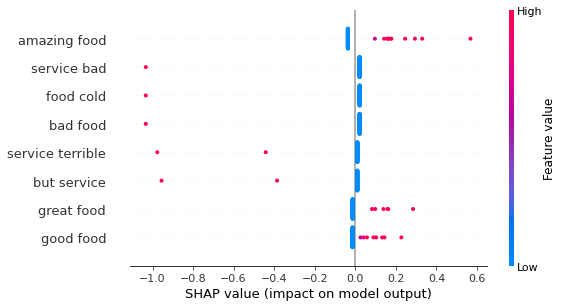 High
amazing food
service bad
food cold
bad food
Feature value
service terrible
but service
great food
good food
Low
−1.0 −0.8 −0.6 −0.4 −0.2 0.0 0.2 0.4 0.6
SHAP value (impact on model output)